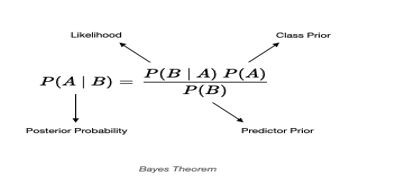 Likelihood
Class Prior
P(A | B) = P(B | A) P(A) / P(B)
Posterior Probability
Predictor Prior
Bayes Theorem